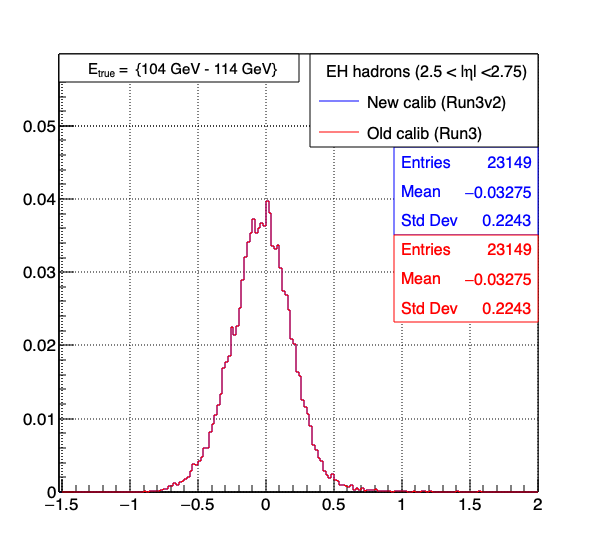 E_true = {104 GeV - 114 GeV}
EH hadrons (2.5 < |η| <2.75)
New calib (Run3v2)
Old calib (Run3)
Entries 23149
Mean −0.03275
Std Dev 0.2243
Entries 23149
Mean −0.03275
Std Dev 0.2243
0.05
0.04
0.03
0.02
0.01
0
−1.5 −1 −0.5 0 0.5 1 1.5 2